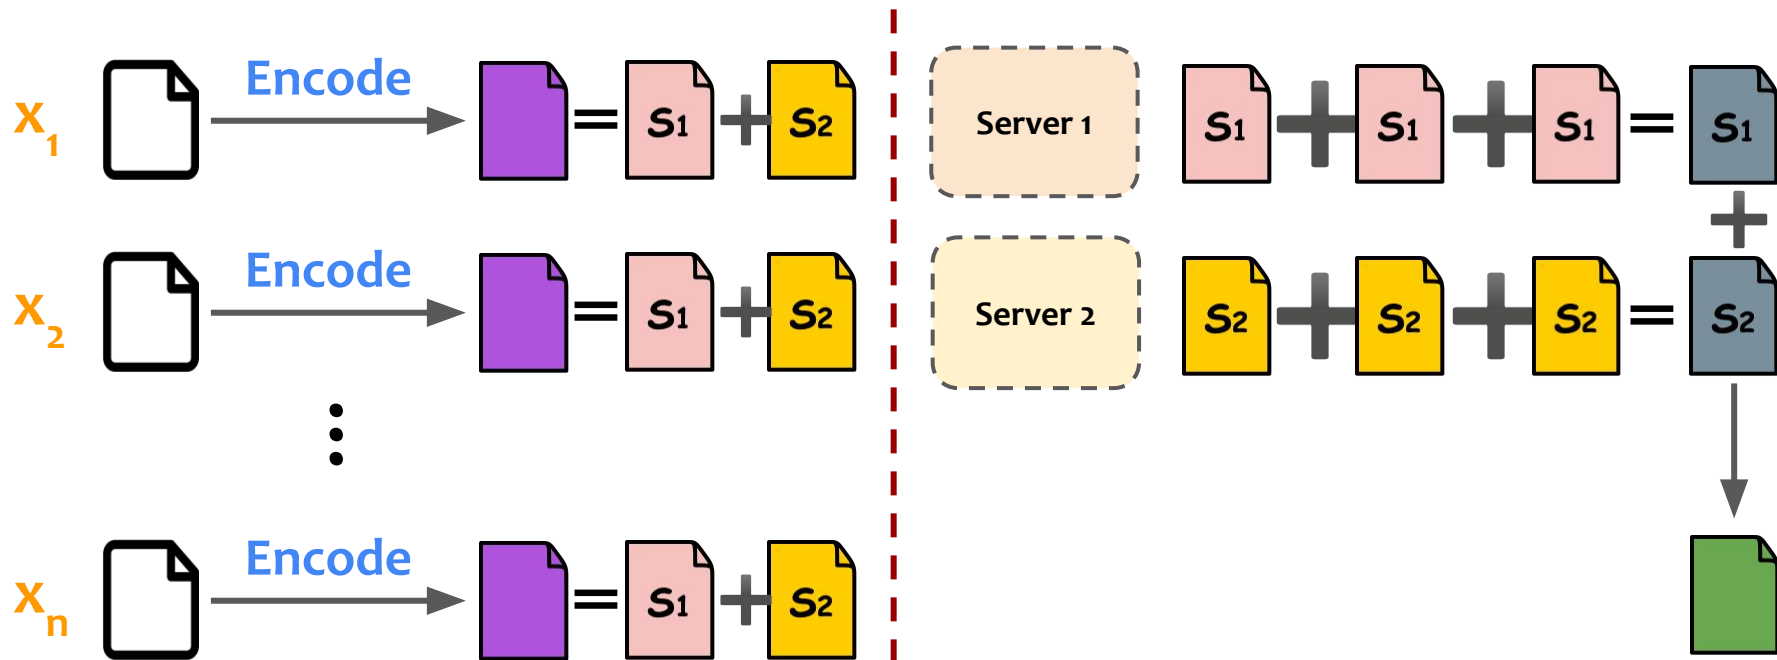 x1 Encode = S1 + S2
x2 Encode = S1 + S2
⋮
xn Encode = S1 + S2
Server 1 S1 + S1 + S1 = S1
+
Server 2 S2 + S2 + S2 = S2